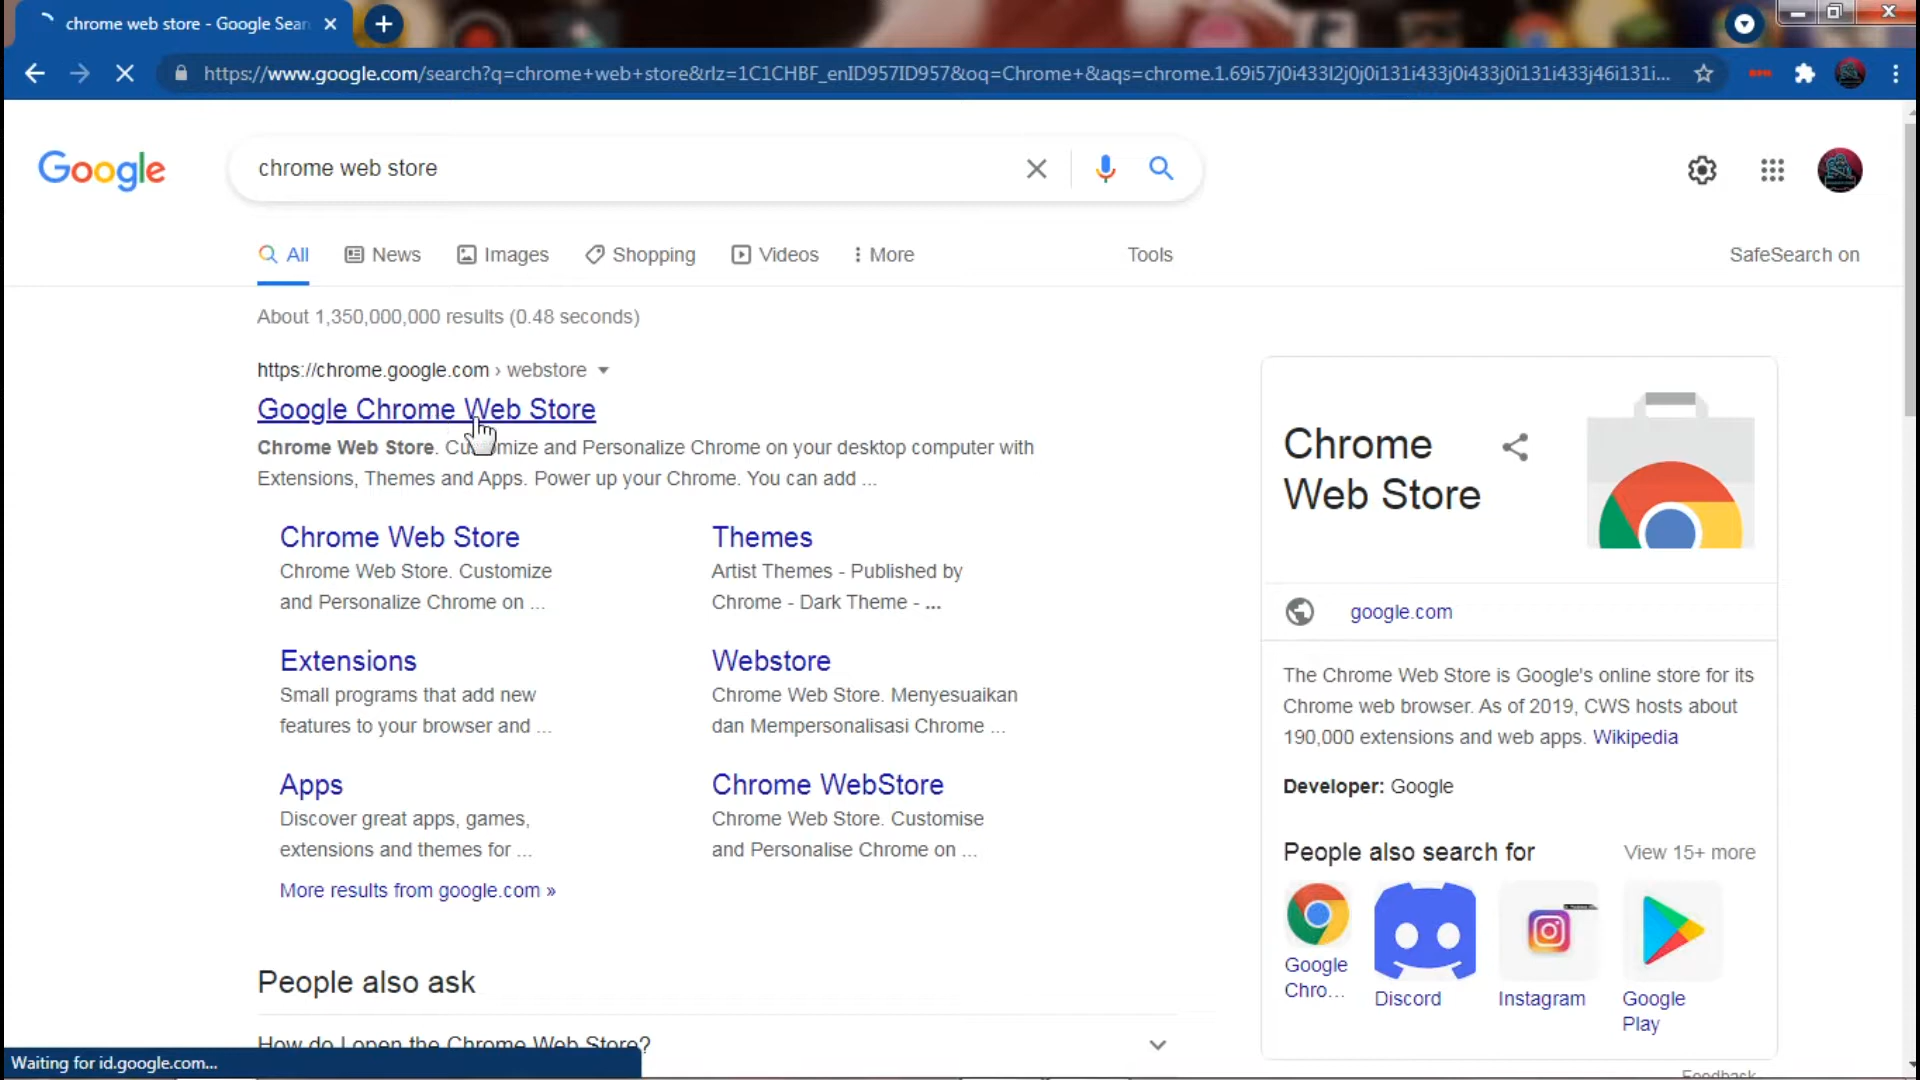 chrome web store - Google Sear
https://www.google.com/search?q=chrome+web+store&rlz=1C1CHBF_enID957ID957&oq=Chrome+&aqs=chrome.1.69i57j0i433l2j0j0i131i433j0i433j0i131i433j46i131i...
Google
chrome web store
All
News
Images
Shopping
Videos
More
Tools
SafeSearch on
About 1,350,000,000 results (0.48 seconds)
https://chrome.google.com › webstore
Google Chrome Web Store
Chrome Web Store. Customize and Personalize Chrome on your desktop computer with
Extensions, Themes and Apps. Power up your Chrome. You can add ...
Chrome Web Store
Chrome Web Store. Customize
and Personalize Chrome on ...
Themes
Artist Themes - Published by
Chrome - Dark Theme - ...
Extensions
Small programs that add new
features to your browser and ...
Webstore
Chrome Web Store. Menyesuaikan
dan Mempersonalisasi Chrome ...
Apps
Discover great apps, games,
extensions and themes for ...
Chrome WebStore
Chrome Web Store. Customise
and Personalise Chrome on ...
More results from google.com »
People also ask
How do I open the Chrome Web Store?
Waiting for id.google.com...
Chrome
Web Store
google.com
The Chrome Web Store is Google's online store for its
Chrome web browser. As of 2019, CWS hosts about
190,000 extensions and web apps. Wikipedia
Developer: Google
People also search for
View 15+ more
Google
Chro...
Discord
Instagram
Google
Play
Feedback